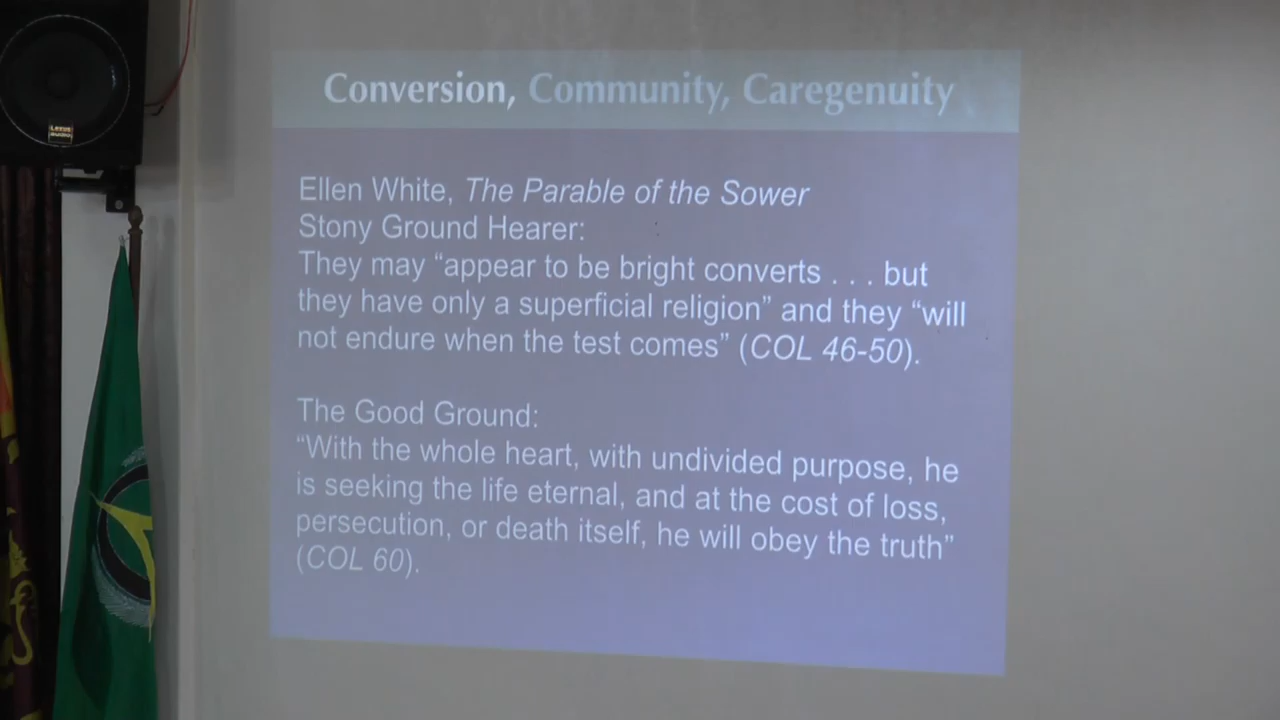 LEXUS
audio
Conversion, Community, Caregenuity
Ellen White, The Parable of the Sower
Stony Ground Hearer:
They may “appear to be bright converts . . . but
they have only a superficial religion” and they “will
not endure when the test comes” (COL 46-50).
The Good Ground:
“With the whole heart, with undivided purpose, he
is seeking the life eternal, and at the cost of loss,
persecution, or death itself, he will obey the truth”
(COL 60).